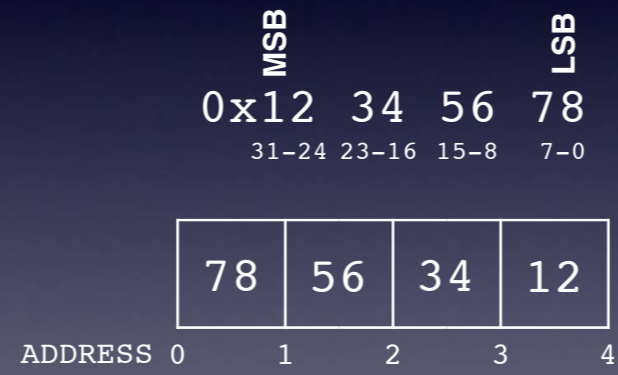 MSB LSB
0x12 34 56 78
31-24 23-16 15-8 7-0
78 56 34 12
ADDRESS 0 1 2 3 4